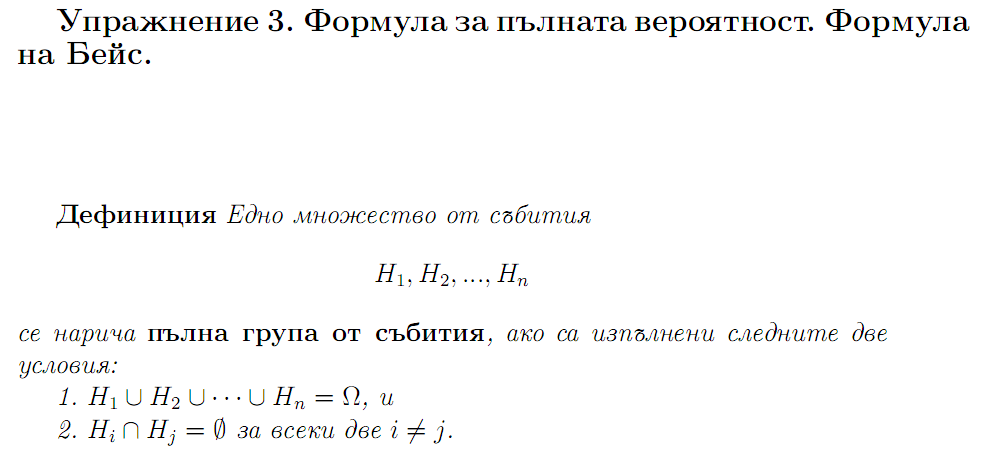 Упражнение 3. Формула за пълната вероятност. Формула
на Бейс.
Дефиниция Едно множество от събития
H₁, H₂, ..., Hₙ
се нарича пълна група от събития, ако са изпълнени следните две
условия:
1. H₁ ∪ H₂ ∪ ⋯ ∪ Hₙ = Ω, и
2. Hᵢ ∩ Hⱼ = ∅ за всеки две i ≠ j.